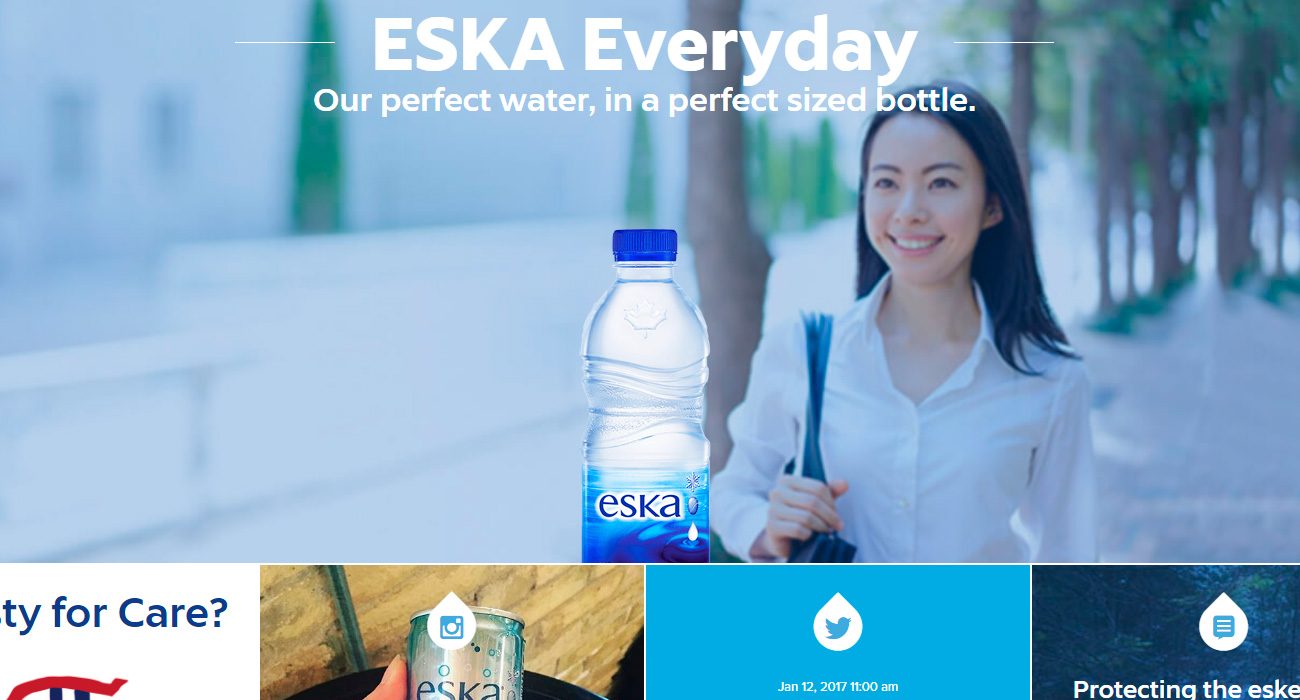 ESKA Everyday
Our perfect water, in a perfect sized bottle.
eska
ty for Care?
eska
Jan 12, 2017 11:00 am
Protecting the eske